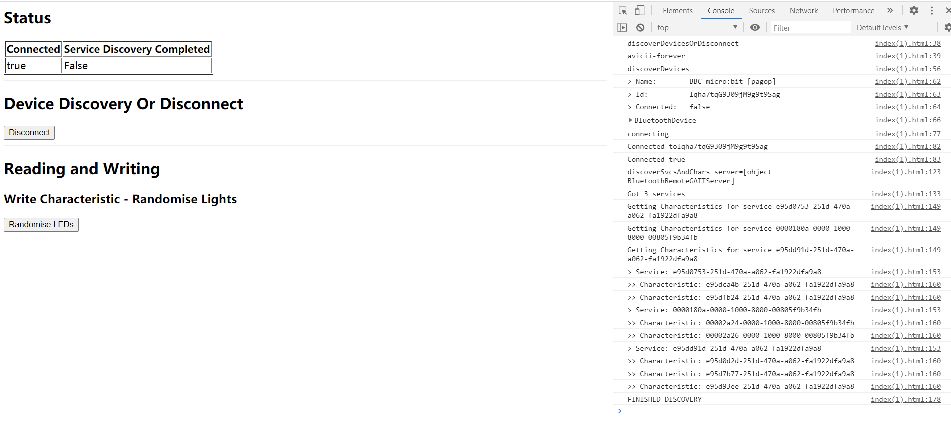 Status
Connected Service Discovery Completed
true False
Device Discovery Or Disconnect
Disconnect
Reading and Writing
Write Characteristic - Randomise Lights
Randomise LEDs
Elements Console Sources Network Performance »
top Filter Default levels
discoverDevicesOrDisconnect index(1).html:38
avicii-forever index(1).html:39
discoverDevices index(1).html:56
> Name: BBC micro:bit [pagop] index(1).html:62
> Id: index(1).html:63
> Connected: false index(1).html:64
BluetoothDevice index(1).html:66
connecting index(1).html:77
Connected index(1).html:82
Connected true index(1).html:83
discoverSvcsAndChars server=[object index(1).html:123
BluetoothRemoteGATTServer]
Got 3 services index(1).html:133
Getting Characteristics for service e95d0753-251d-470a- index(1).html:149
a062-fa1922dfa9a8
Getting Characteristics for service 0000180a-0000-1000- index(1).html:149
8000-00805f9b34fb
Getting Characteristics for service e95dd91d-251d-470a- index(1).html:149
a062-fa1922dfa9a8
> Service: e95d0753-251d-470a-a062-fa1922dfa9a8 index(1).html:153
>> Characteristic: e95dca4b-251d-470a-a062-fa1922dfa9a8 index(1).html:160
>> Characteristic: e95dfb24-251d-470a-a062-fa1922dfa9a8 index(1).html:160
> Service: 0000180a-0000-1000-8000-00805f9b34fb index(1).html:153
>> Characteristic: 00002a24-0000-1000-8000-00805f9b34fb index(1).html:160
>> Characteristic: 00002a26-0000-1000-8000-00805f9b34fb index(1).html:160
> Service: e95dd91d-251d-470a-a062-fa1922dfa9a8 index(1).html:153
>> Characteristic: e95d0d2d-251d-470a-a062-fa1922dfa9a8 index(1).html:160
>> Characteristic: e95d7b77-251d-470a-a062-fa1922dfa9a8 index(1).html:160
>> Characteristic: e95d93ee-251d-470a-a062-fa1922dfa9a8 index(1).html:160
FINISHED DISCOVERY index(1).html:178
>